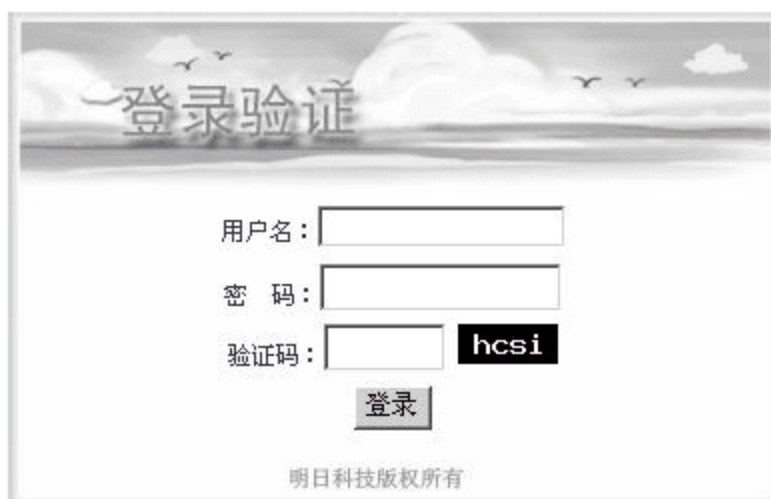 登录验证
用户名：
密 码：
验证码： hcsi
登录
明日科技版权所有